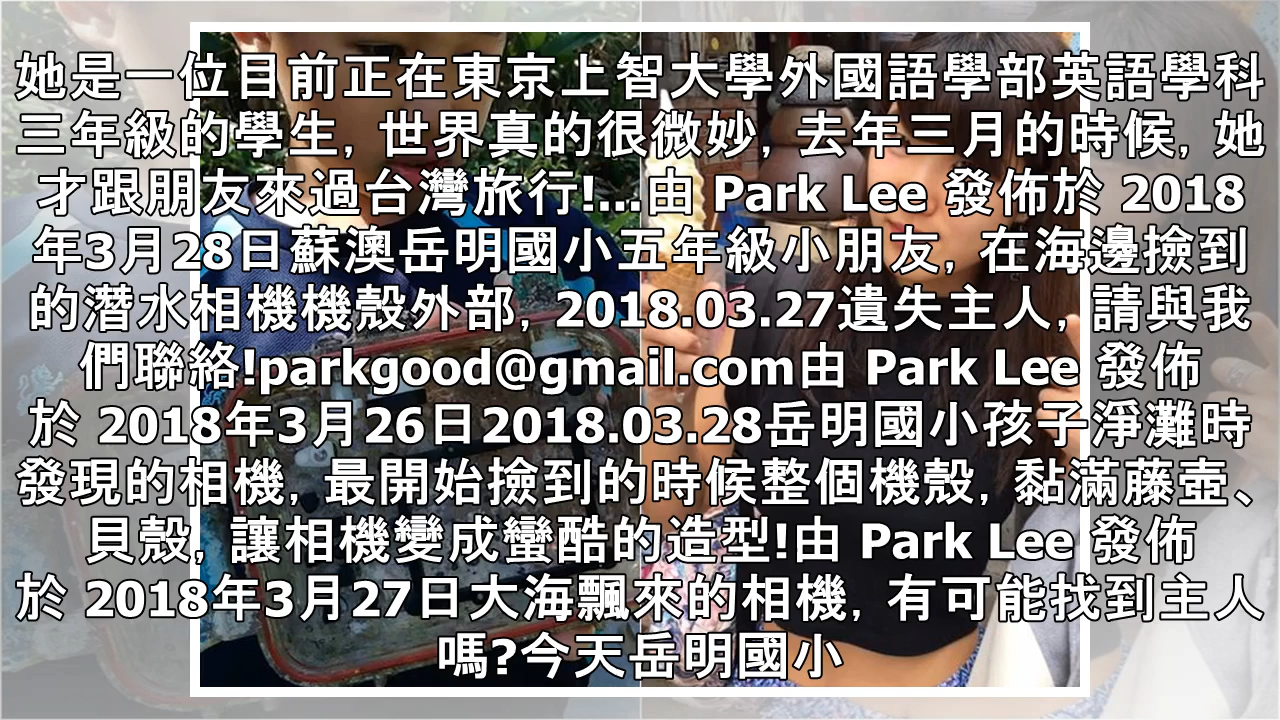 她是一位目前正在東京上智大學外國語學部英語學科
三年級的學生, 世界真的很微妙, 去年三月的時候, 她
才跟朋友來過台灣旅行!...由 Park Lee 發佈於 2018
年3月28日蘇澳岳明國小五年級小朋友, 在海邊撿到
的潛水相機機殼外部, 2018.03.27遺失主人, 請與我
們聯絡!parkgood@gmail.com由 Park Lee 發佈
於 2018年3月26日2018.03.28岳明國小孩子淨灘時
發現的相機, 最開始撿到的時候整個機殼, 黏滿藤壺、
貝殼, 讓相機變成蠻酷的造型!由 Park Lee 發佈
於 2018年3月27日大海飄來的相機, 有可能找到主人
嗎?今天岳明國小